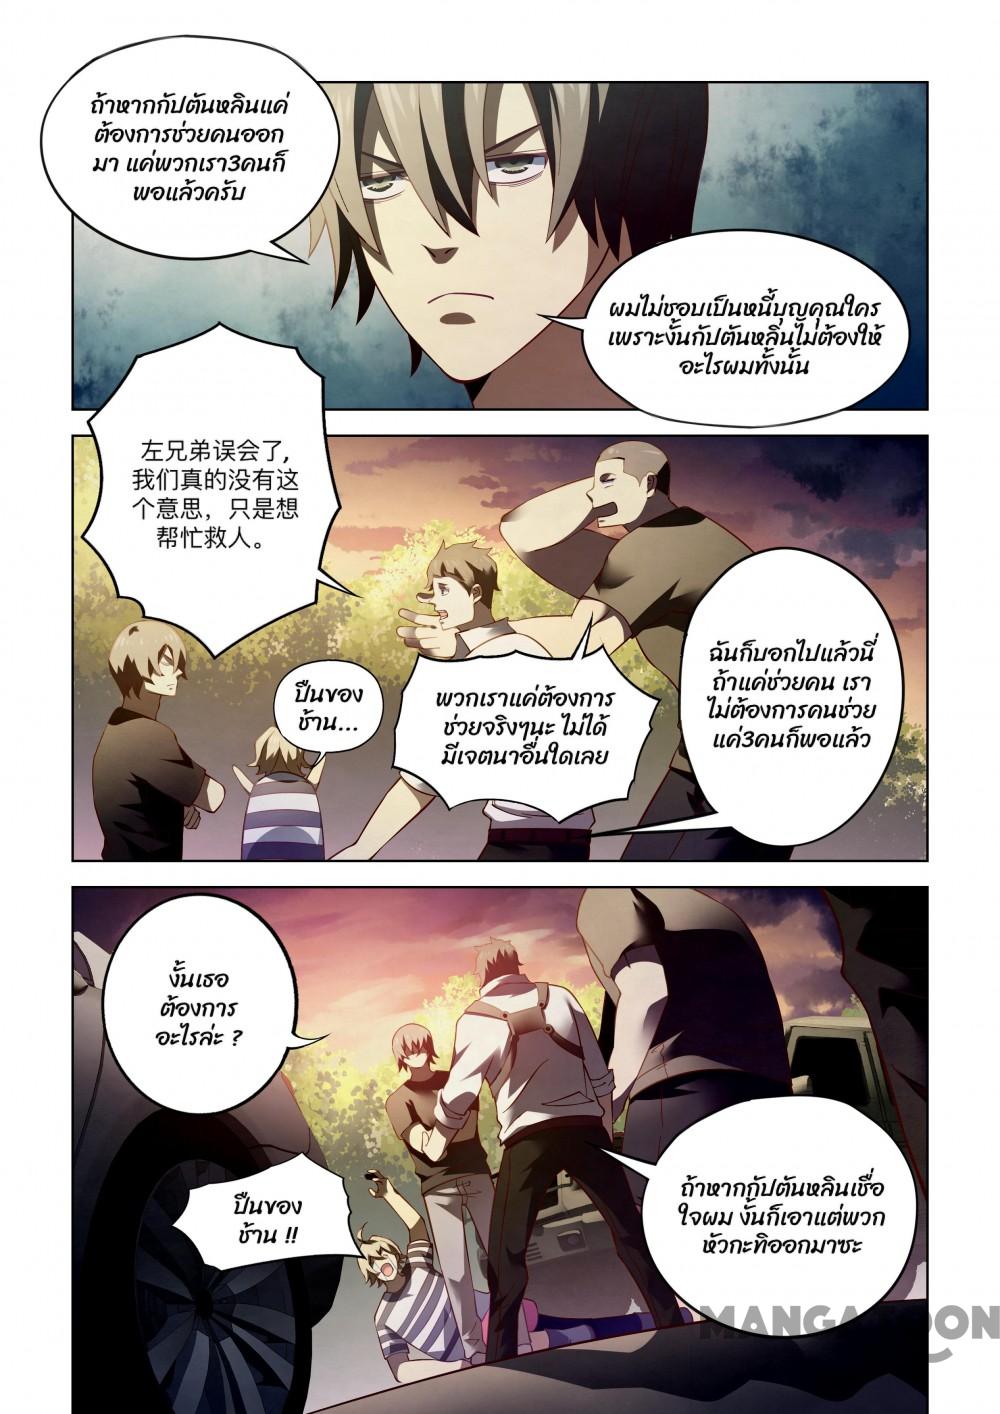 ถ้าหากกัปตันหลินแค่
ต้องการช่วยคนออก
มา แค่พวกเรา3คนก็
พอแล้วครับ
ผมไม่ชอบเป็นหนี้บุญคุณใคร
เพราะงั้นกัปตันหลินไม่ต้องให้
อะไรผมทั้งนั้น
左兄弟误会了,
我们真的没有这
个意思，只是想
帮忙救人。
ปืนของ
ช้าน...
พวกเราแค่ต้องการ
ช่วยจริงๆนะ ไม่ได้
มีเจตนาอื่นใดเลย
ฉันก็บอกไปแล้วนี่
ถ้าแค่ช่วยคน เรา
ไม่ต้องการคนช่วย
แค่3คนก็พอแล้ว
งั้นเธอ
ต้องการ
อะไรล่ะ ?
ปืนของ
ช้าน !!
ถ้าหากกัปตันหลินเชื่อ
ใจผม งั้นก็เอาแต่พวก
หัวกะทิออกมาซะ
MANGATOON